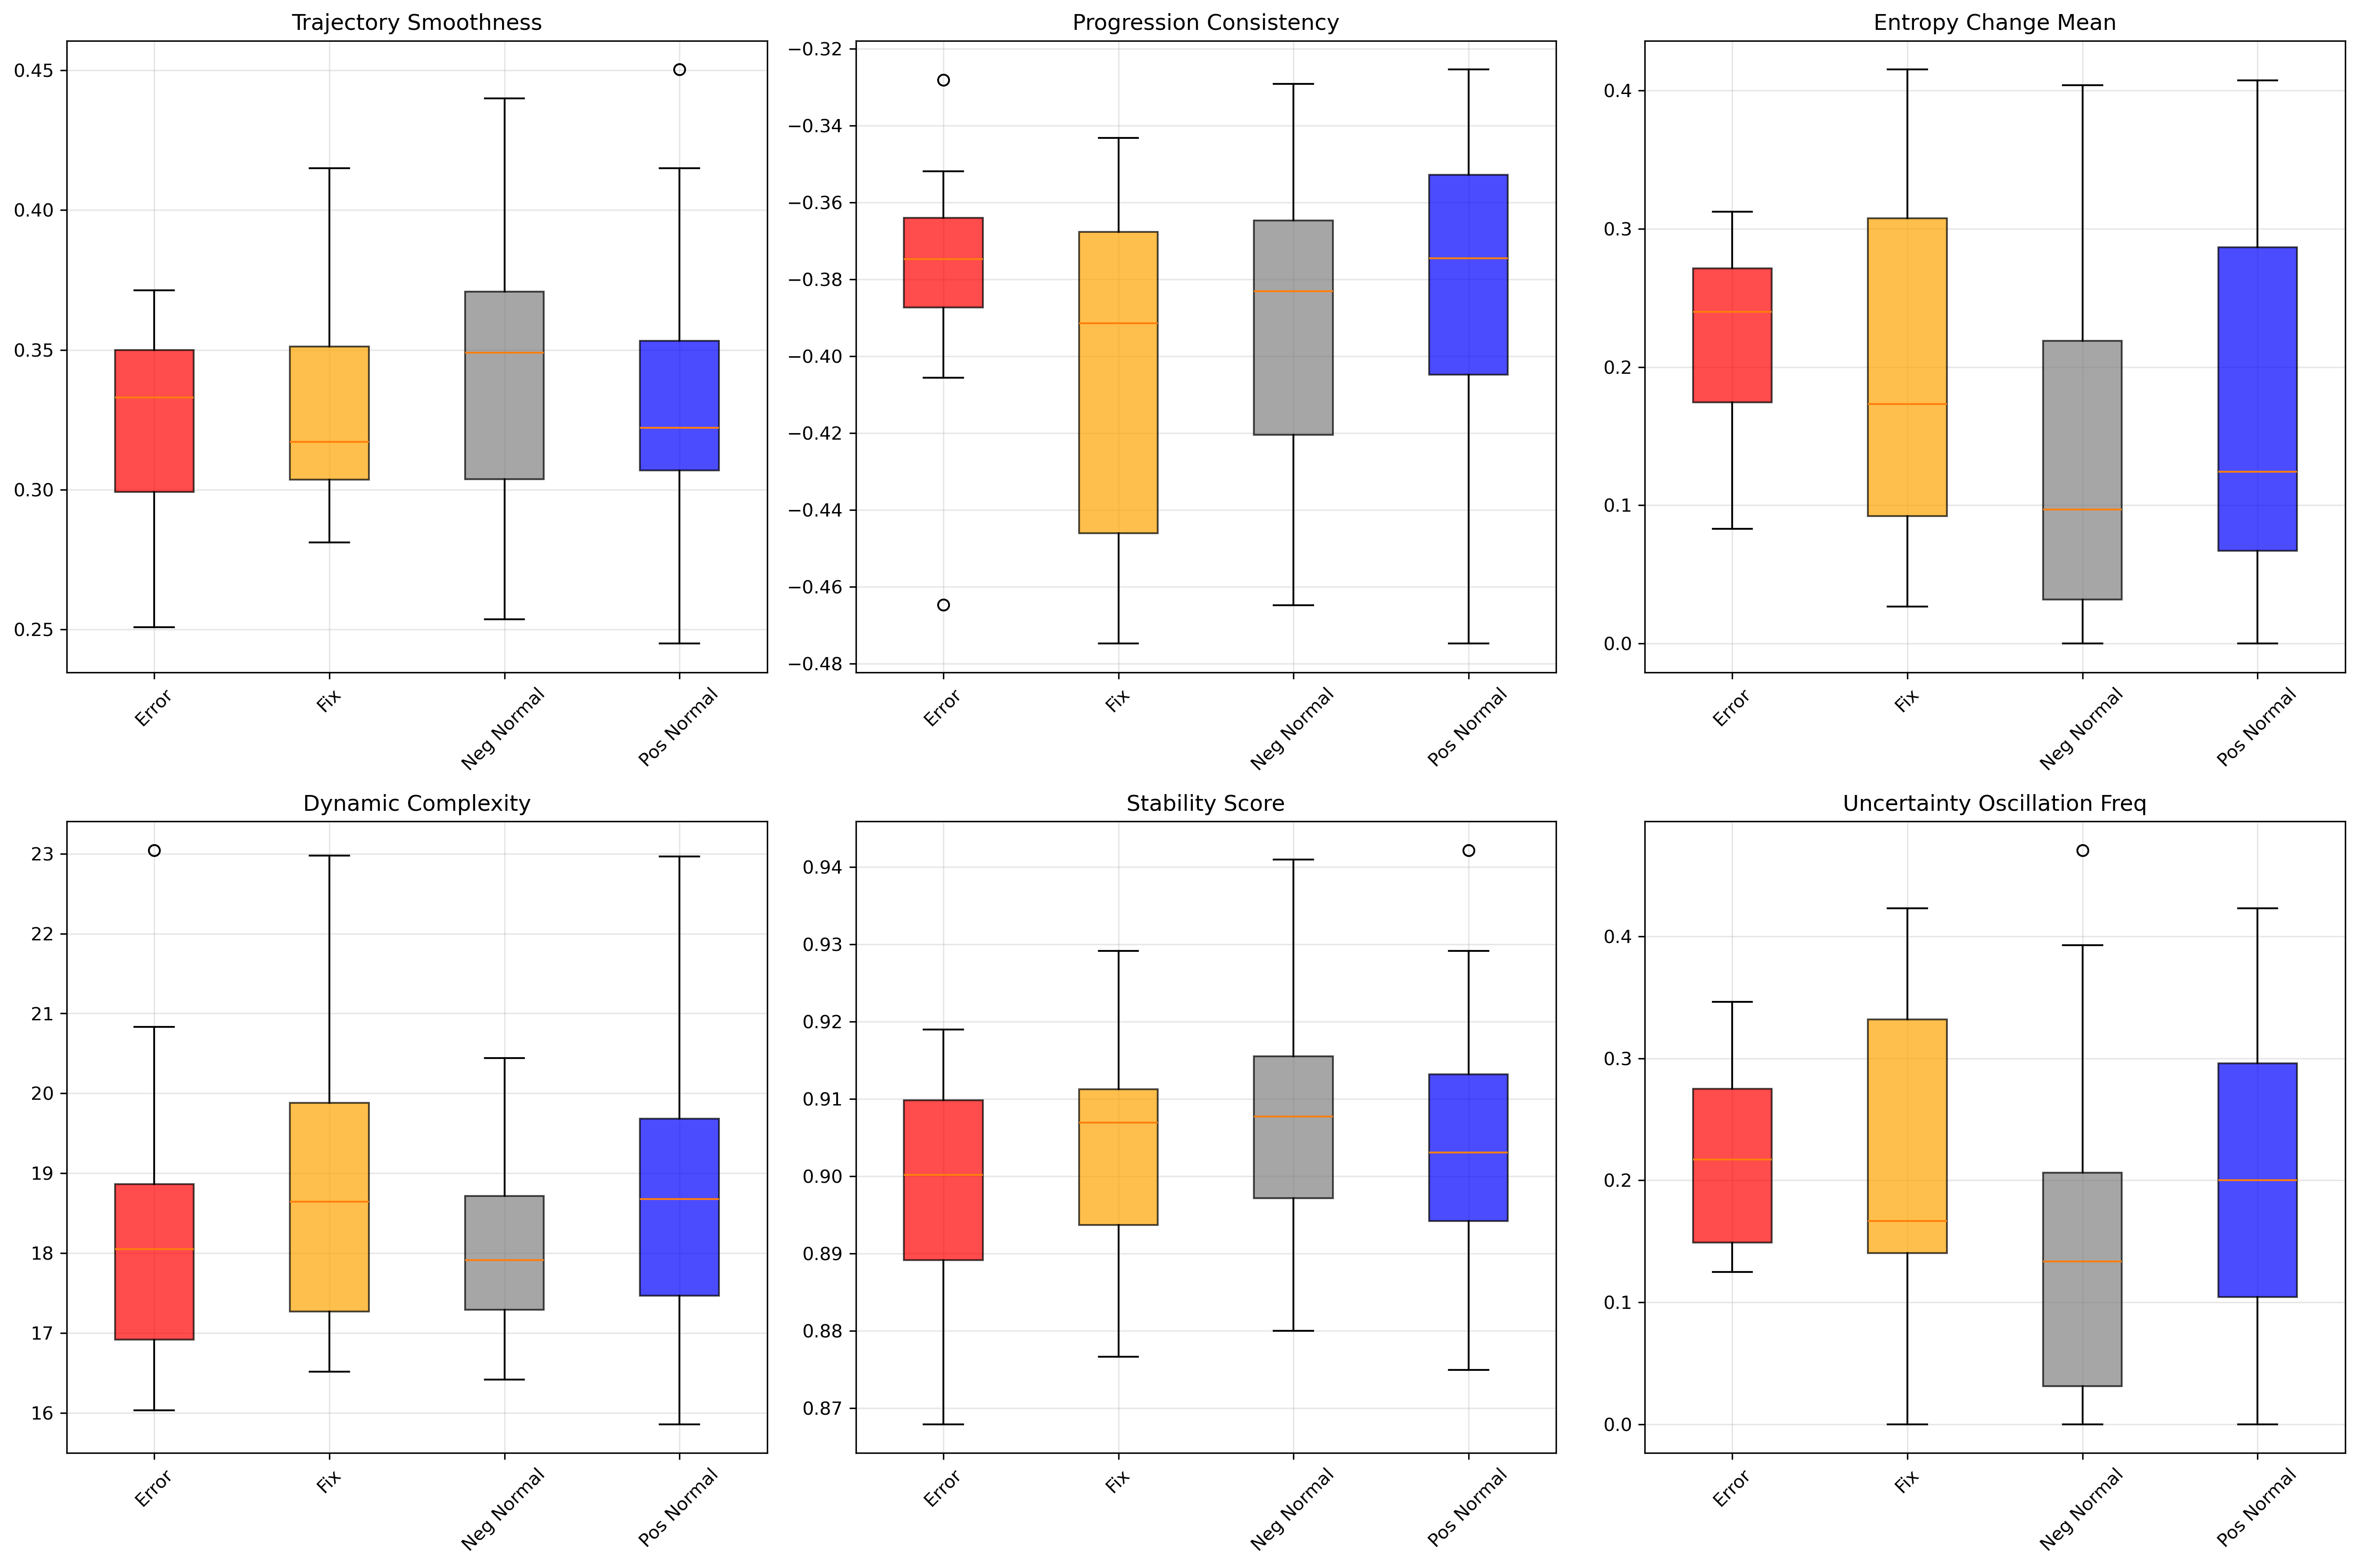 Trajectory Smoothness
0.45
0.40
0.35
0.30
0.25
Error
Fix
Neg Normal
Pos Normal
Progression Consistency
−0.32
−0.34
−0.36
−0.38
−0.40
−0.42
−0.44
−0.46
−0.48
Error
Fix
Neg Normal
Pos Normal
Entropy Change Mean
0.4
0.3
0.2
0.1
0.0
Error
Fix
Neg Normal
Pos Normal
Dynamic Complexity
23
22
21
20
19
18
17
16
Error
Fix
Neg Normal
Pos Normal
Stability Score
0.94
0.93
0.92
0.91
0.90
0.89
0.88
0.87
Error
Fix
Neg Normal
Pos Normal
Uncertainty Oscillation Freq
0.4
0.3
0.2
0.1
0.0
Error
Fix
Neg Normal
Pos Normal